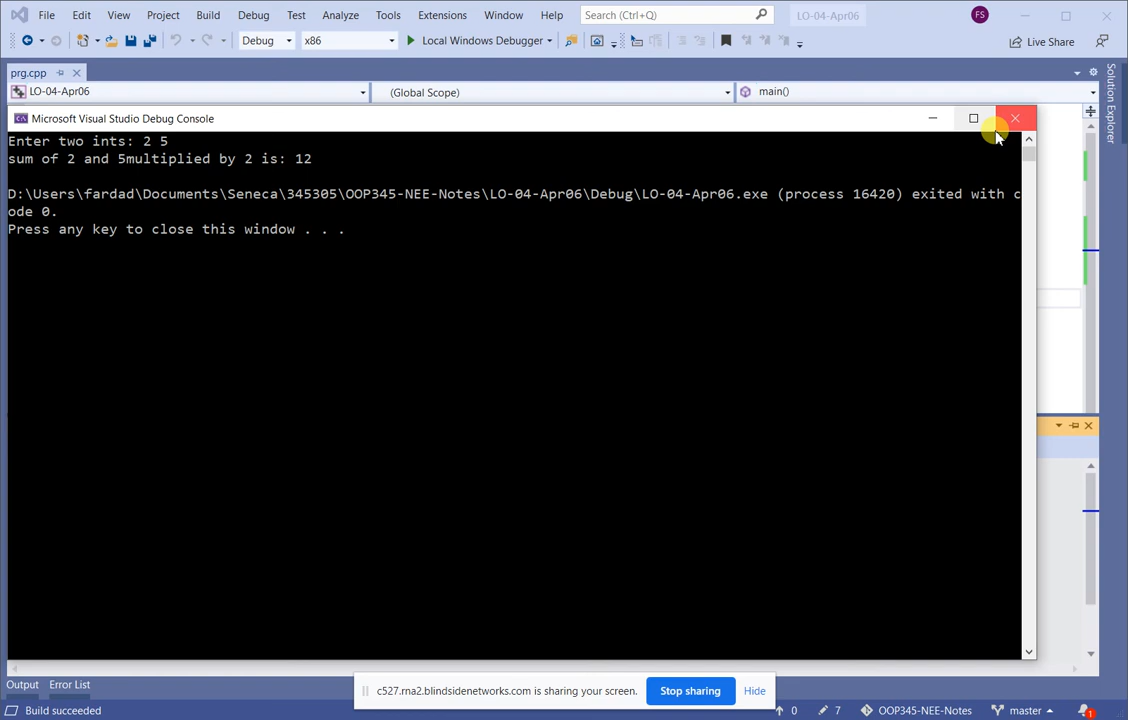 File Edit View Project Build Debug Test Analyze Tools Extensions Window Help Search (Ctrl+Q) LO-04-Apr06 FS
Debug x86 Local Windows Debugger Live Share
prg.cpp
LO-04-Apr06 (Global Scope) main()
Solution Explorer
Microsoft Visual Studio Debug Console
Enter two ints: 2 5
sum of 2 and 5multiplied by 2 is: 12
D:\Users\fardad\Documents\Seneca\345305\OOP345-NEE-Notes\LO-04-Apr06\Debug\LO-04-Apr06.exe (process 16420) exited with c
ode 0.
Press any key to close this window . . .
Output Error List
c527.rna2.blindsidenetworks.com is sharing your screen. Stop sharing Hide
Build succeeded 0 7 OOP345-NEE-Notes master 1